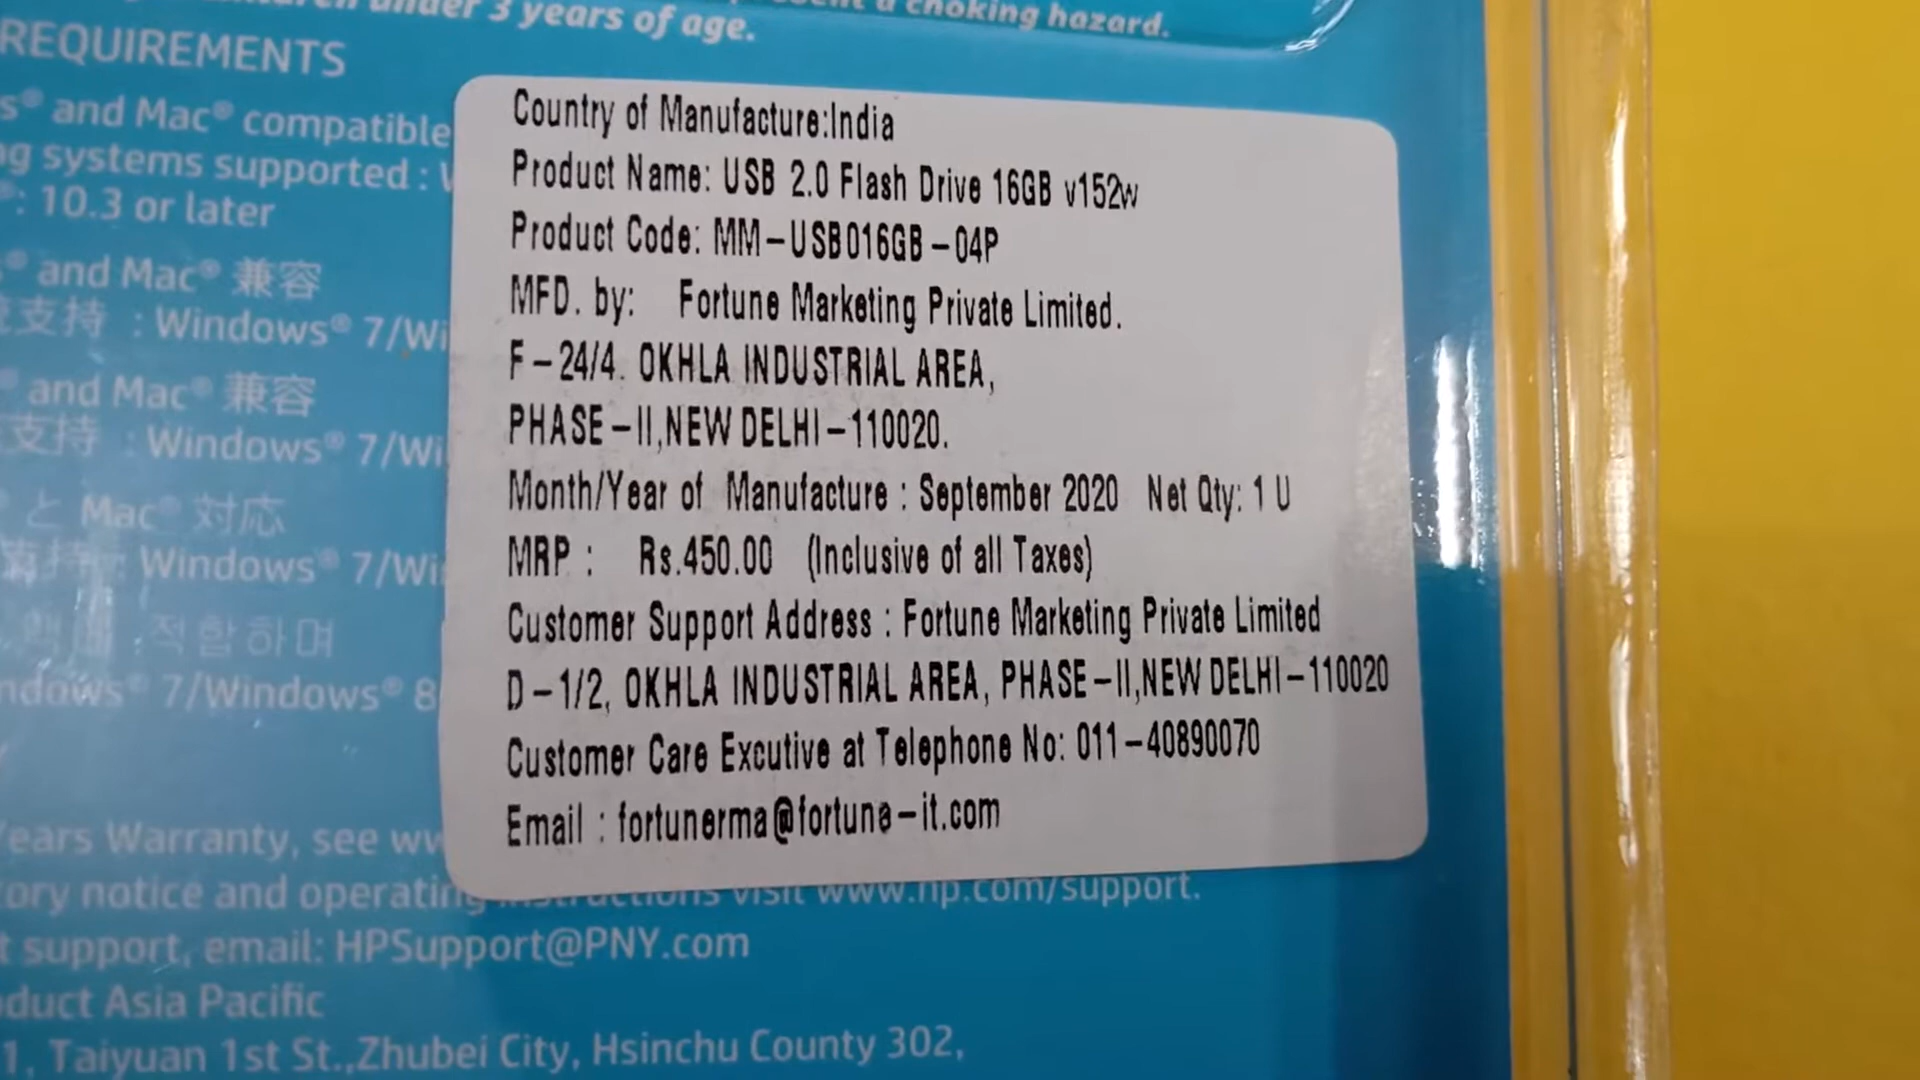 under 3 years of age.
a choking hazard.
REQUIREMENTS
s® and Mac® compatible
ng systems supported :
: 10.3 or later
® and Mac® 兼容
支持 : Windows® 7/Wi
® and Mac® 兼容
支持 : Windows® 7/Wi
と Mac® 対応
Windows® 7/Wi
적합하며
ndows® 7/Windows® 8
ears Warranty, see ww
ory notice and operating instructions visit www.hp.com/support.
t support, email: HPSupport@PNY.com
duct Asia Pacific
1, Taiyuan 1st St.,Zhubei City, Hsinchu County 302,
Country of Manufacture:India
Product Name: USB 2.0 Flash Drive 16GB v152w
Product Code: MM-USB016GB-04P
MFD. by: Fortune Marketing Private Limited.
F-24/4. OKHLA INDUSTRIAL AREA,
PHASE-II,NEW DELHI-110020.
Month/Year of Manufacture : September 2020 Net Qty: 1 U
MRP : Rs.450.00 (Inclusive of all Taxes)
Customer Support Address : Fortune Marketing Private Limited
D-1/2, OKHLA INDUSTRIAL AREA, PHASE-II,NEW DELHI-110020
Customer Care Excutive at Telephone No: 011-40890070
Email : fortunerma@fortune-it.com